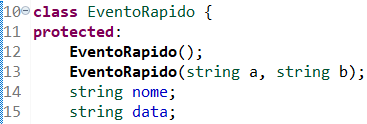 10 class EventoRapido {
11 protected:
12 EventoRapido();
13 EventoRapido(string a, string b);
14 string nome;
15 string data;